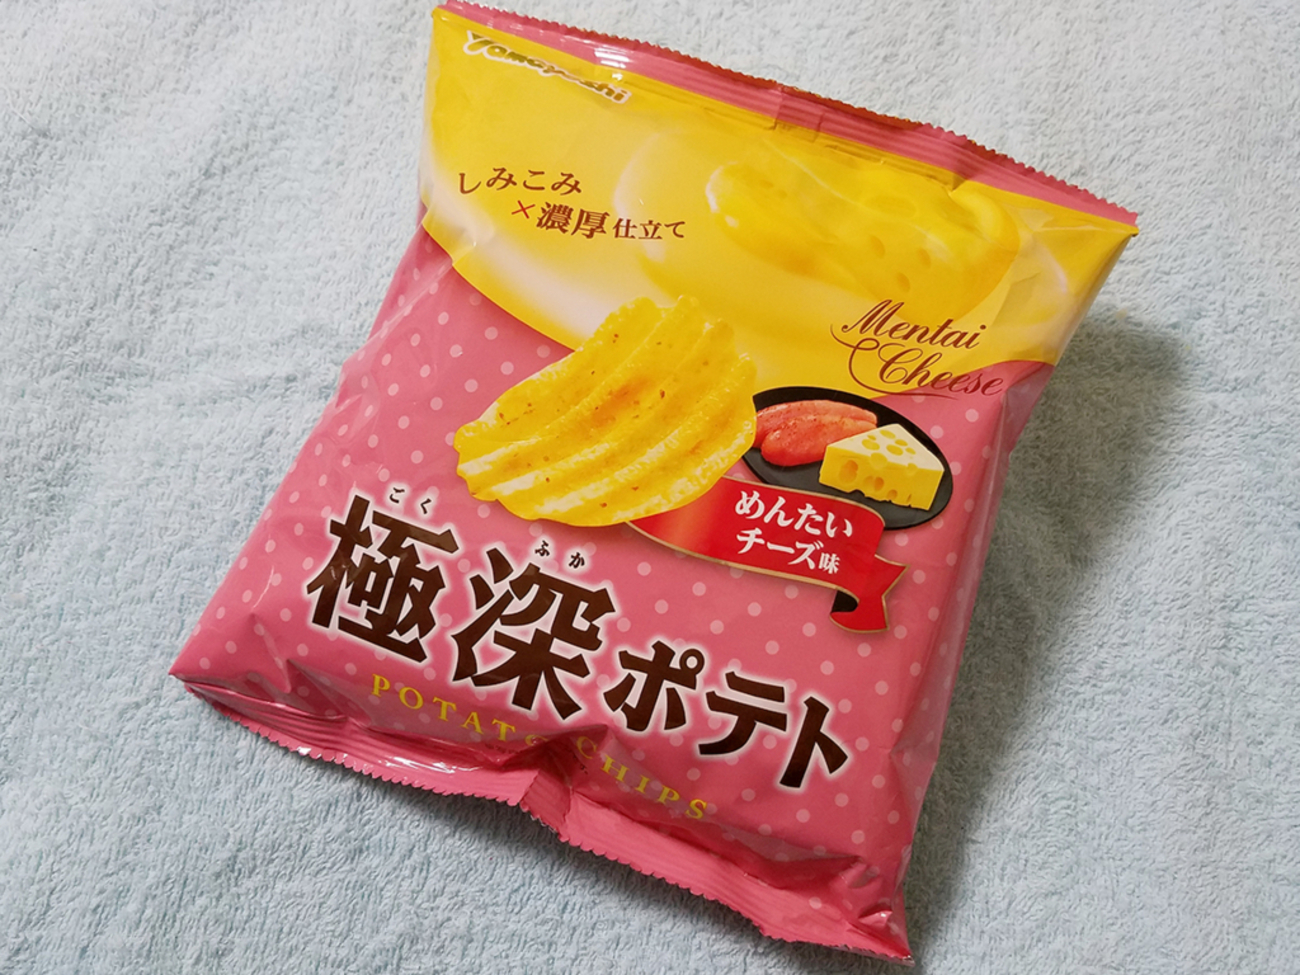 Yamayoshi
しみこみ
×濃厚仕立て
Mentai
Cheese
めんたい
チーズ味
ごく ふか
極深ポテト
POTATO CHIPS